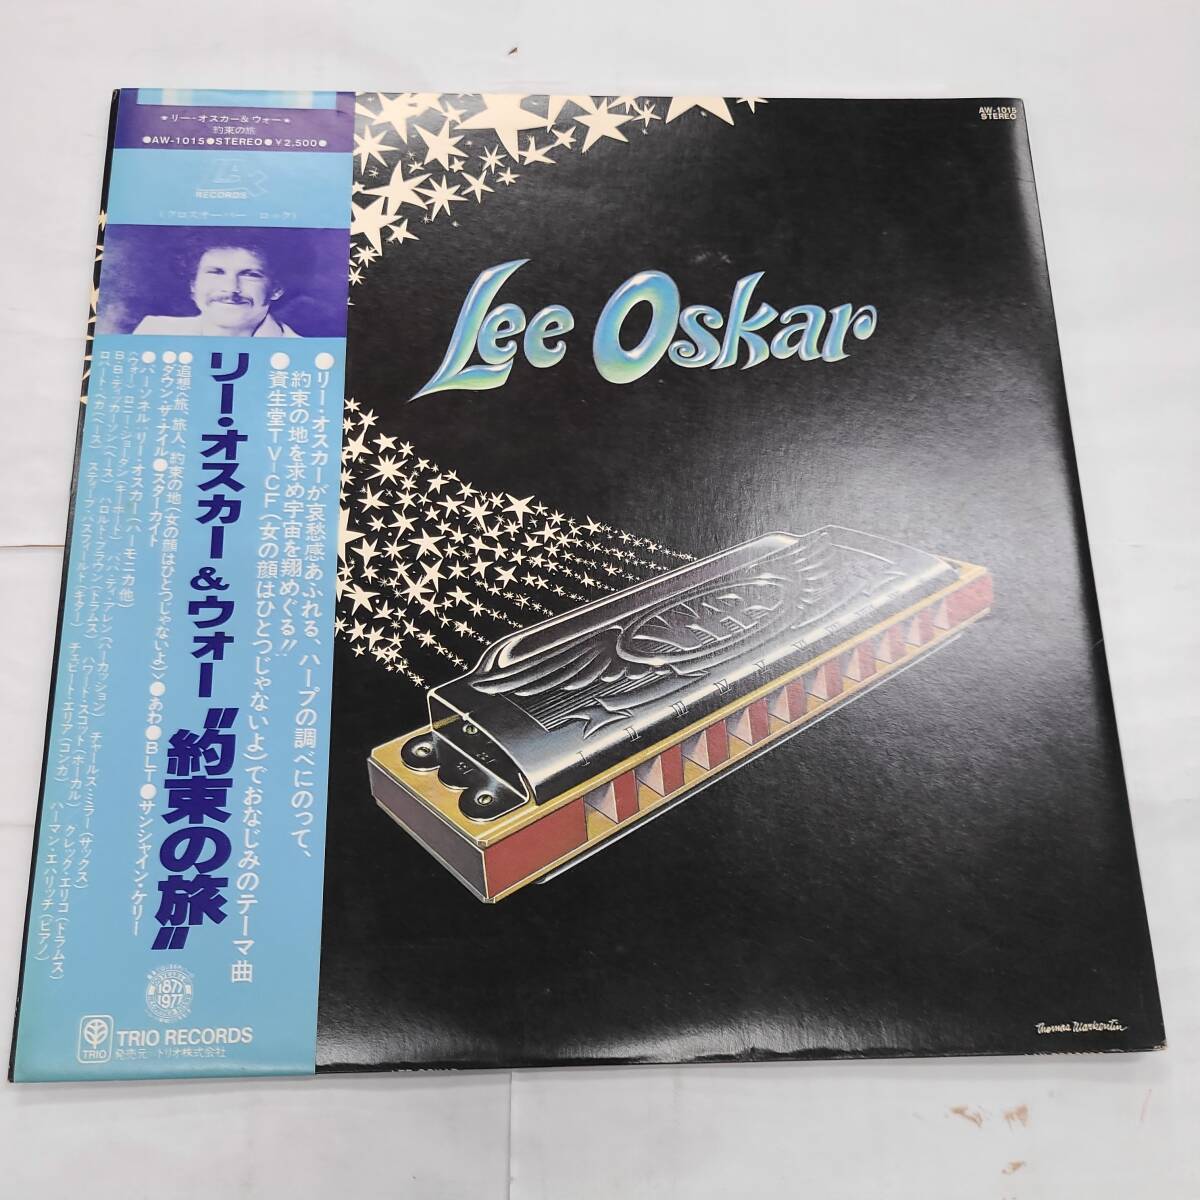 ★リー・オスカー＆ウォー★
約束の旅
●AW-1015●STEREO●￥2,500●
RECORDS
(クロスオーバー ロック)
●リー・オスカーが哀愁感あふれる、ハープの調べにのって、
約束の地を求め宇宙を翔めぐる!!
●資生堂TV-CF(女の顔はひとつじゃないよ)でおなじみのテーマ曲
リー・オスカー&ウォー"約束の旅"
●追想〈旅、旅人、約束の地(女の顔はひとつじゃないよ)〉●あわ●BLT●サンシャイン・ケリー
●ダウン・ザ・ナイル●スターカイト
●パーソネル・リー・オスカー(ハーモニカ他)
〈ウォー〉ロニー・ジョーダン(キーボード) パパ・ディ・アレン(パーカッション) チャールズ・ミラー(サックス)
B・B・ディッカーソン(ベース) ハロルド・ブラウン(ドラムス) ハワード・スコット(ボーカル) グレッグ・エリコ(ドラムス)
スティーブ・バスフィールド(ギター) チェピート・エリア(コンガ) ハーマン・エハリッチ(ピアノ)
1877
1977
TRIO
TRIO RECORDS
発売元 トリオ株式会社
AW-1015
STEREO
Lee Oskar
WAR
I II III IV V VI
Thomas Warkentin